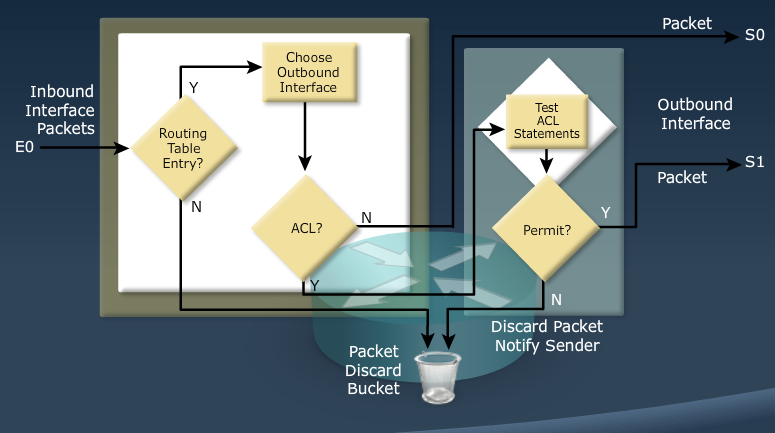 Packet
S0
Choose
Outbound
Interface
Inbound
Interface
Packets
E0
Y
Routing
Table
Entry?
N
Test
ACL
Statements
Outbound
Interface
S1
Packet
ACL?
N
Y
Permit?
Y
N
Discard Packet
Notify Sender
Packet
Discard
Bucket